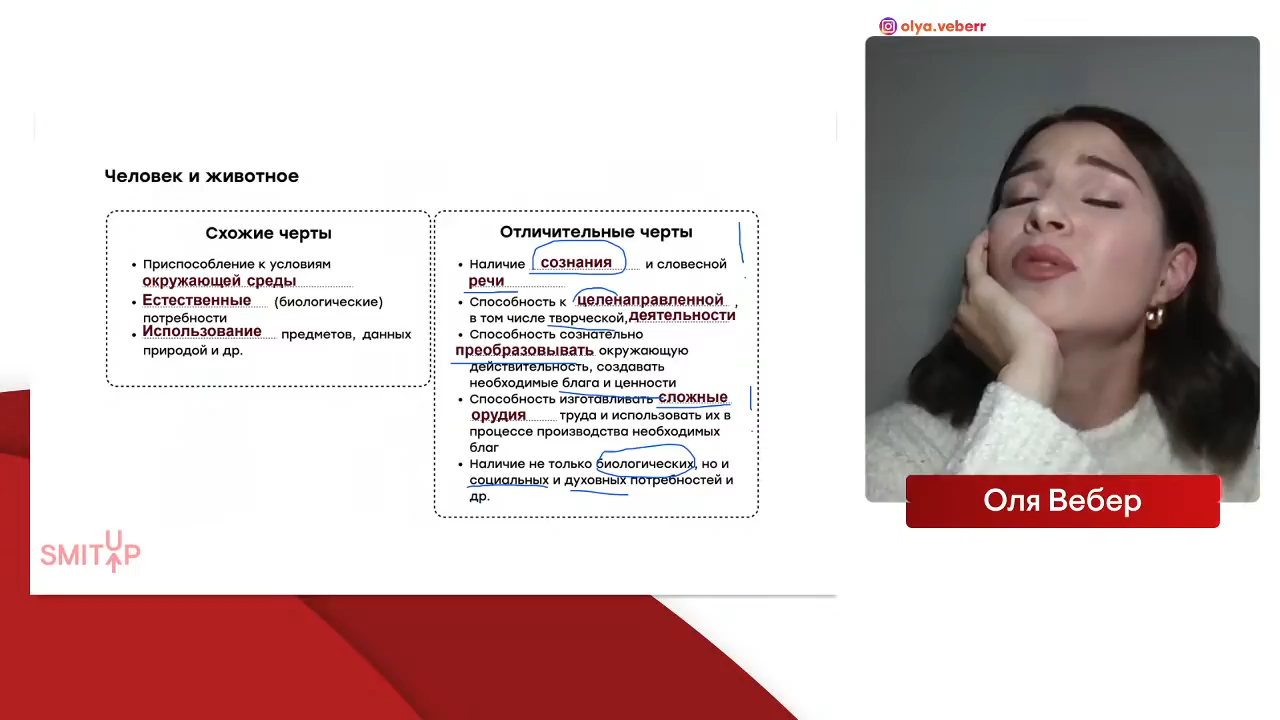 olya.veberr
Человек и животное
Схожие черты
• Приспособление к условиям
окружающей среды
• Естественные (биологические)
потребности
• Использование предметов, данных
природой и др.
Отличительные черты
• Наличие сознания и словесной
речи
• Способность к целенаправленной,
в том числе творческой, деятельности
• Способность сознательно
преобразовывать окружающую
действительность, создавать
необходимые блага и ценности
• Способность изготавливать сложные
орудия труда и использовать их в
процессе производства необходимых
благ
• Наличие не только биологических, но и
социальных и духовных потребностей и
др.
SMITUP
Оля Вебер